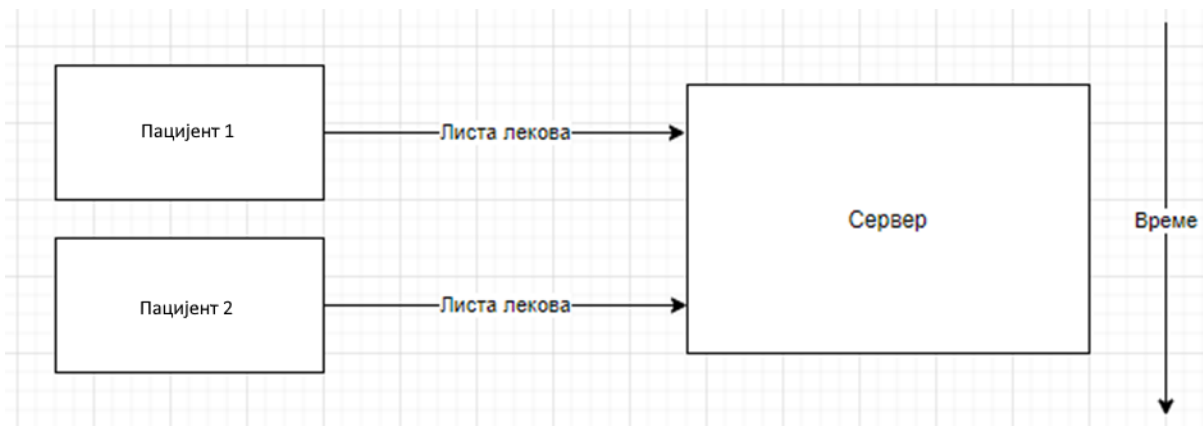 Пацијент 1
Листа лекова
Сервер
Време
Пацијент 2
Листа лекова